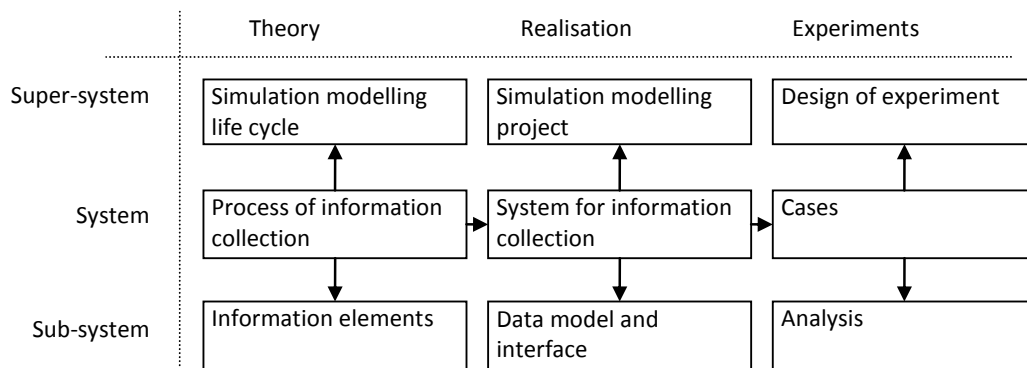 Theory
Realisation
Experiments
Super-system
Simulation modelling
life cycle
Simulation modelling
project
Design of experiment
System
Process of information
collection
System for information
collection
Cases
Sub-system
Information elements
Data model and
interface
Analysis